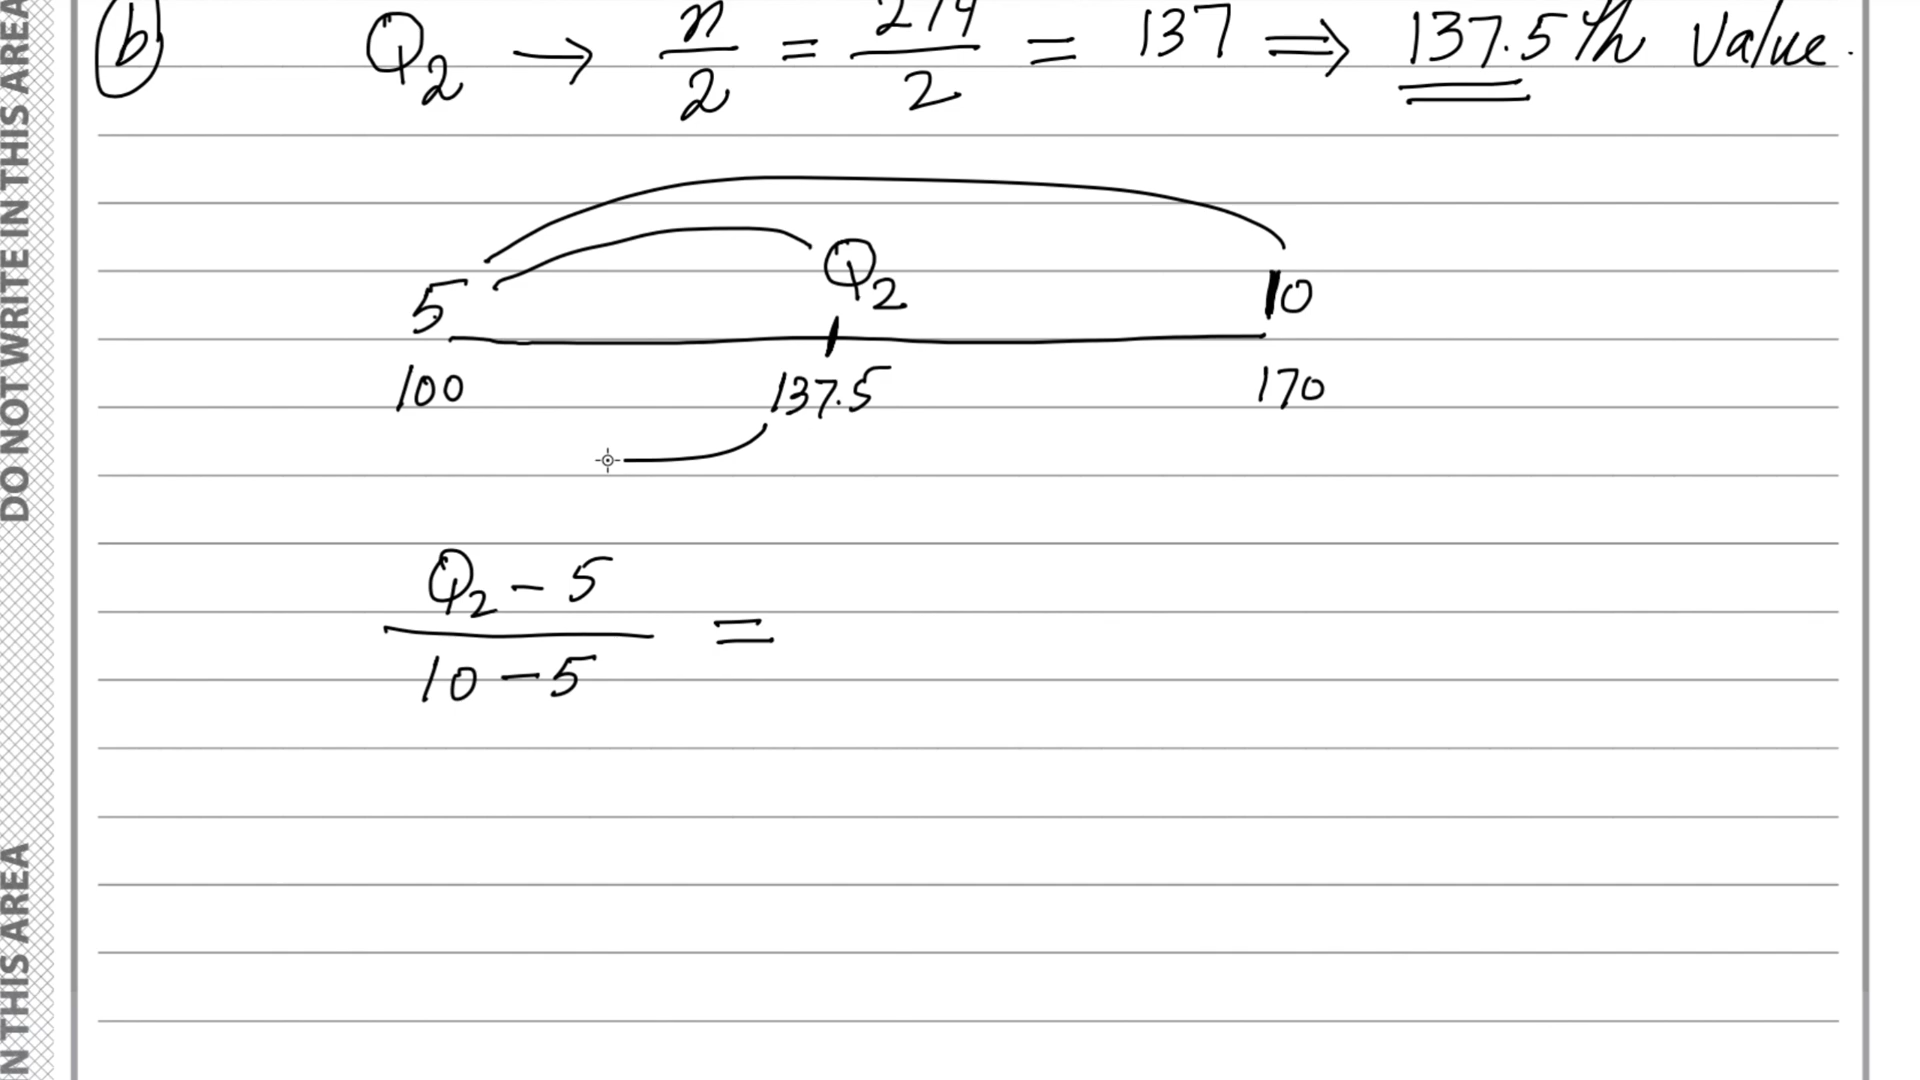 DO NOT WRITE IN THIS AREA
N THIS AREA
(b) Q₂ → n/2 = 274/2 = 137 ⇒ 137.5th value.
5 Q₂ 10
100 137.5 170
(Q₂ - 5)/(10 - 5) =